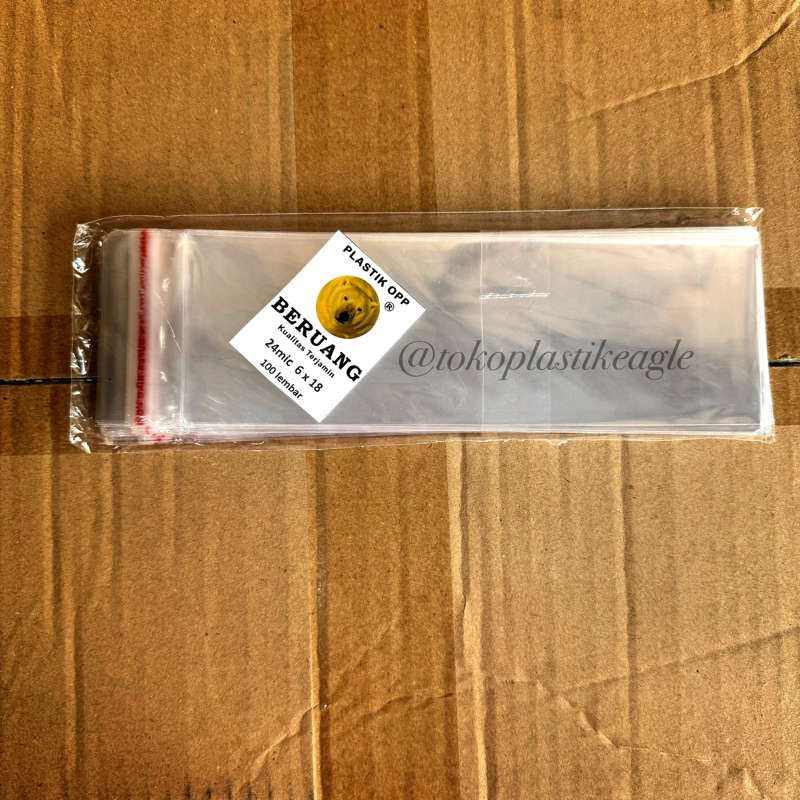 PLASTIK OPP
®
BERUANG
Kualitas Terjamin
24mic 6 x 18
100 lembar
@tokoplastikeagle